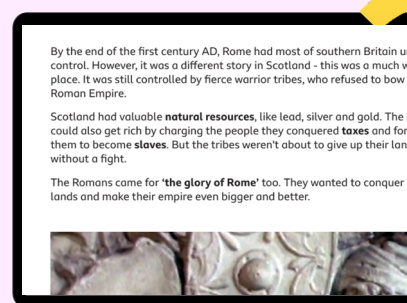 By the end of the first century AD, Rome had most of southern Britain
control. However, it was a different story in Scotland - this was a much
place. It was still controlled by fierce warrior tribes, who refused to bow
Roman Empire.
Scotland had valuable natural resources, like lead, silver and gold. The
could also get rich by charging the people they conquered taxes and
them to become slaves. But the tribes weren't about to give up their
without a fight.
The Romans came for 'the glory of Rome' too. They wanted to conquer
lands and make their empire even bigger and better.